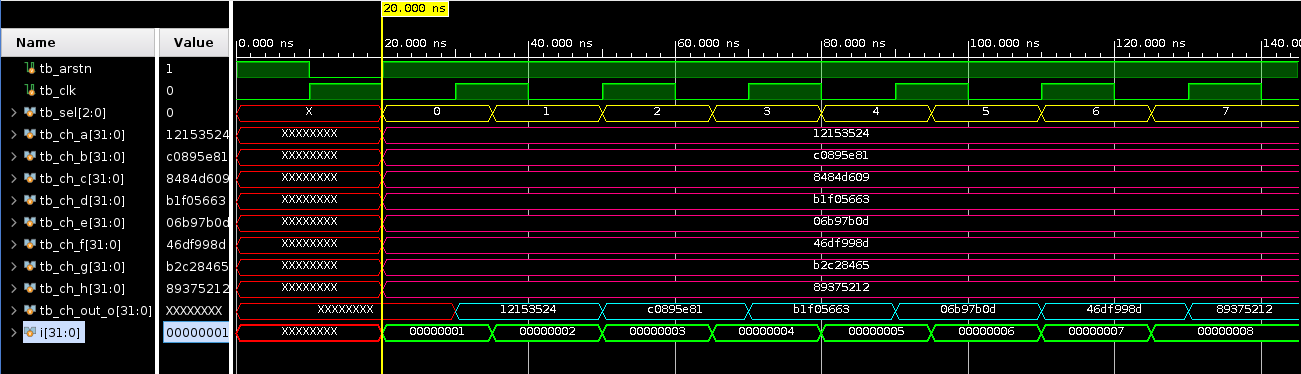 20.000 ns
Name Value 0.000 ns 20.000 ns 40.000 ns 60.000 ns 80.000 ns 100.000 ns 120.000 ns 140.00
tb_arstn 1
tb_clk 0
tb_sel[2:0] 0 X 0 1 2 3 4 5 6 7
tb_ch_a[31:0] 12153524 XXXXXXXX 12153524
tb_ch_b[31:0] c0895e81 XXXXXXXX c0895e81
tb_ch_c[31:0] 8484d609 XXXXXXXX 8484d609
tb_ch_d[31:0] b1f05663 XXXXXXXX b1f05663
tb_ch_e[31:0] 06b97b0d XXXXXXXX 06b97b0d
tb_ch_f[31:0] 46df998d XXXXXXXX 46df998d
tb_ch_g[31:0] b2c28465 XXXXXXXX b2c28465
tb_ch_h[31:0] 89375212 XXXXXXXX 89375212
tb_ch_out_o[31:0] XXXXXXXX XXXXXXXX 12153524 c0895e81 b1f05663 06b97b0d 46df998d 89375212
i[31:0] 00000001 XXXXXXXX 00000001 00000002 00000003 00000004 00000005 00000006 00000007 00000008